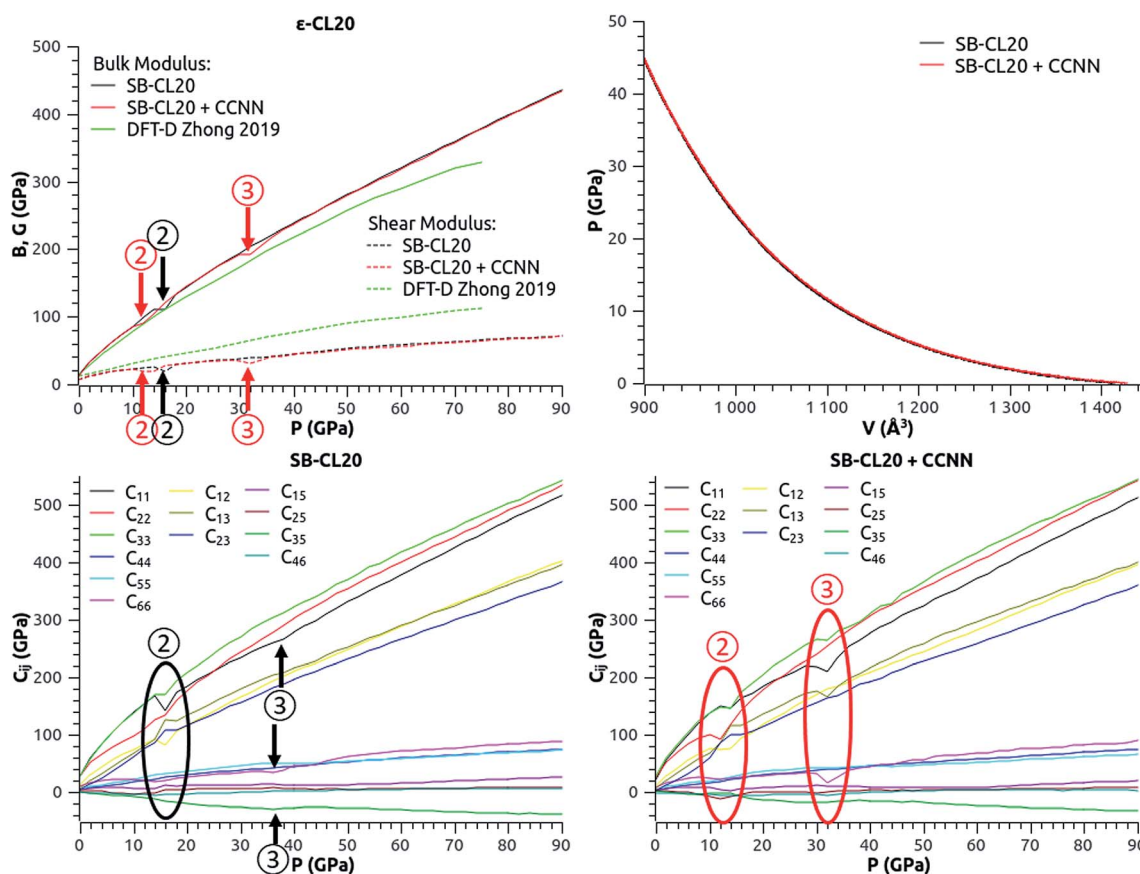 ε-CL20
Bulk Modulus:
SB-CL20
SB-CL20 + CCNN
DFT-D Zhong 2019
Shear Modulus:
SB-CL20
SB-CL20 + CCNN
DFT-D Zhong 2019
2
2
3
2
2
3
500
400
300
200
100
0
B, G (GPa)
0 10 20 30 40 50 60 70 80 90
P (GPa)
SB-CL20
SB-CL20 + CCNN
50
40
30
20
10
0
P (GPa)
900 1 000 1 100 1 200 1 300 1 400
V (Å³)
SB-CL20
C₁₁ C₁₂ C₁₅
C₂₂ C₁₃ C₂₅
C₃₃ C₂₃ C₃₅
C₄₄ C₄₆
C₅₅
C₆₆
2
3
3
500
400
300
200
100
0
Cᵢⱼ (GPa)
0 10 20 30 40 50 60 70 80 90
P (GPa)
SB-CL20 + CCNN
C₁₁ C₁₂ C₁₅
C₂₂ C₁₃ C₂₅
C₃₃ C₂₃ C₃₅
C₄₄ C₄₆
C₅₅
C₆₆
2
3
500
400
300
200
100
0
Cᵢⱼ (GPa)
0 10 20 30 40 50 60 70 80 90
P (GPa)